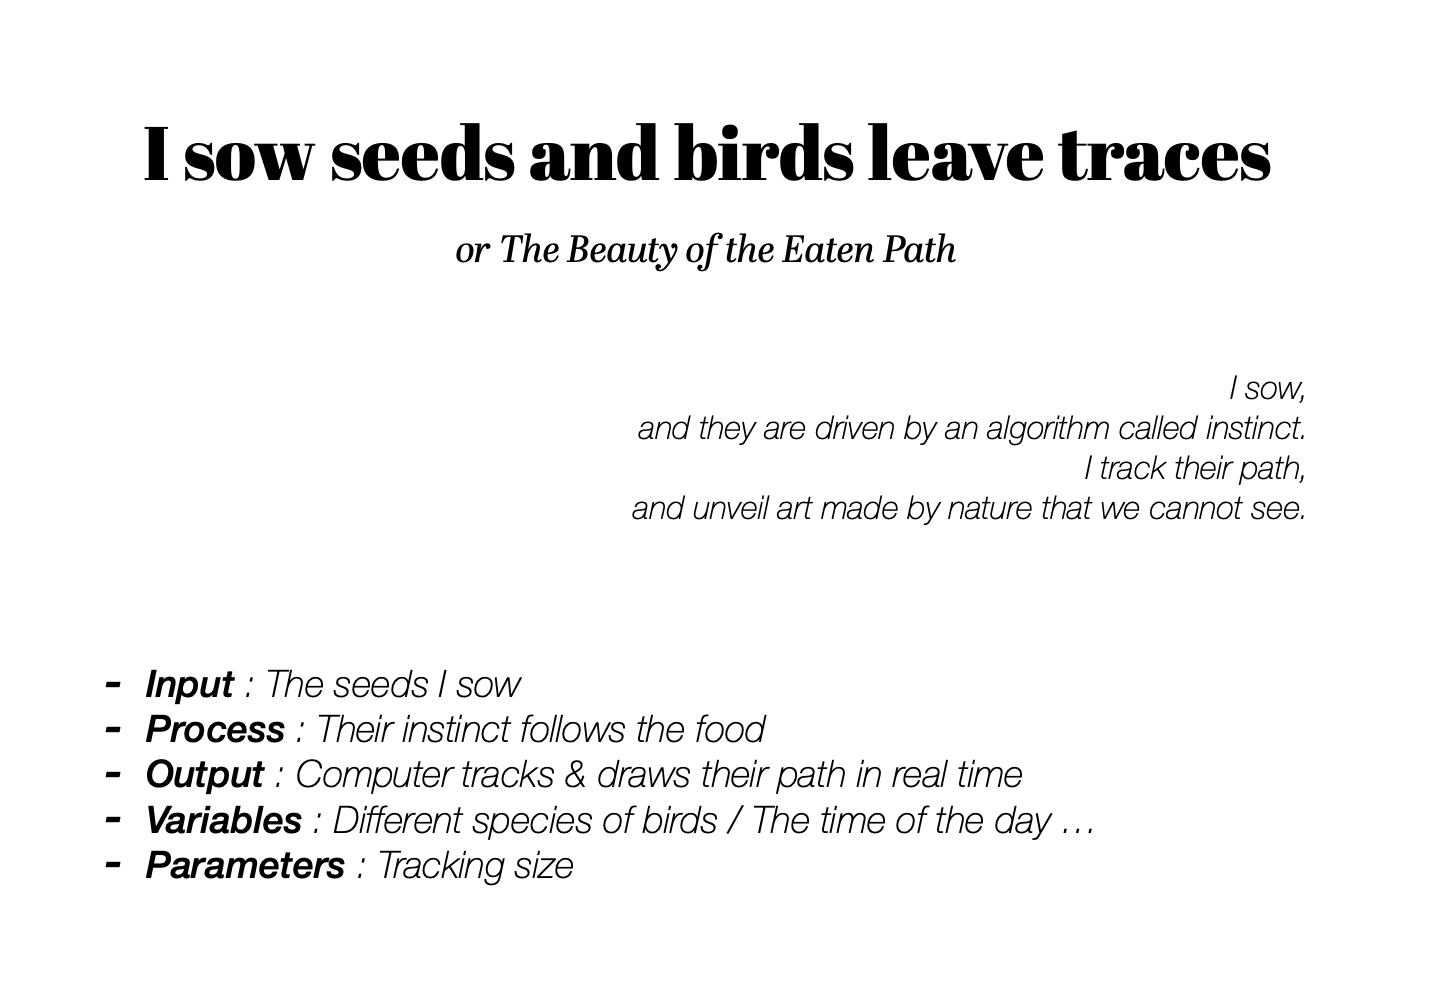 I sow seeds and birds leave traces
or The Beauty of the Eaten Path
I sow,
and they are driven by an algorithm called instinct.
I track their path,
and unveil art made by nature that we cannot see.
- Input : The seeds I sow
- Process : Their instinct follows the food
- Output : Computer tracks & draws their path in real time
- Variables : Different species of birds / The time of the day …
- Parameters : Tracking size